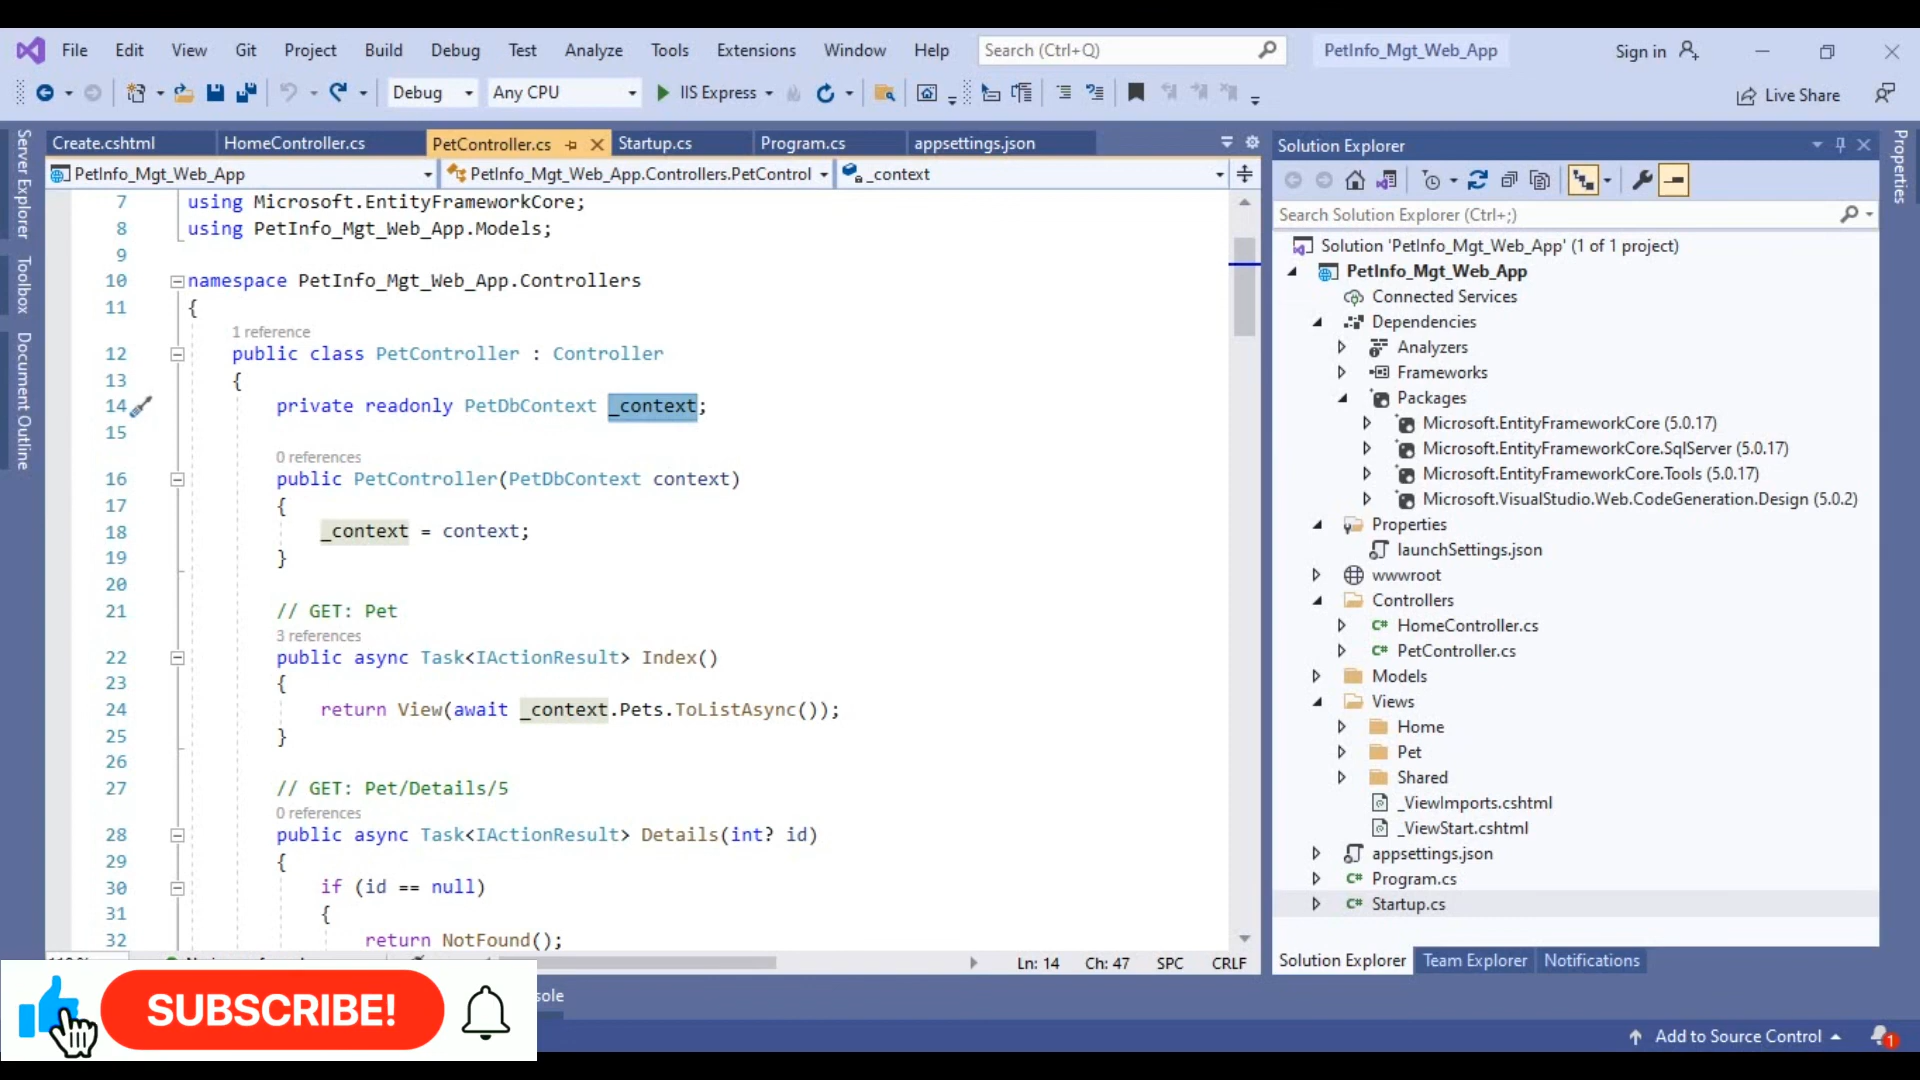 File Edit View Git Project Build Debug Test Analyze Tools Extensions Window Help Search (Ctrl+Q) PetInfo_Mgt_Web_App Sign in
Debug Any CPU IIS Express Live Share
Server Explorer
Toolbox
Document Outline
Create.cshtml HomeController.cs PetController.cs Startup.cs Program.cs appsettings.json
PetInfo_Mgt_Web_App PetInfo_Mgt_Web_App.Controllers.PetControl _context
7 using Microsoft.EntityFrameworkCore;
8 using PetInfo_Mgt_Web_App.Models;
9
10 namespace PetInfo_Mgt_Web_App.Controllers
11 {
1 reference
12 public class PetController : Controller
13 {
14 private readonly PetDbContext _context;
15
0 references
16 public PetController(PetDbContext context)
17 {
18 _context = context;
19 }
20
21 // GET: Pet
3 references
22 public async Task<IActionResult> Index()
23 {
24 return View(await _context.Pets.ToListAsync());
25 }
26
27 // GET: Pet/Details/5
0 references
28 public async Task<IActionResult> Details(int? id)
29 {
30 if (id == null)
31 {
32 return NotFound();
Ln: 14 Ch: 47 SPC CRLF
Solution Explorer
Search Solution Explorer (Ctrl+;)
Solution 'PetInfo_Mgt_Web_App' (1 of 1 project)
PetInfo_Mgt_Web_App
Connected Services
Dependencies
Analyzers
Frameworks
Packages
Microsoft.EntityFrameworkCore (5.0.17)
Microsoft.EntityFrameworkCore.SqlServer (5.0.17)
Microsoft.EntityFrameworkCore.Tools (5.0.17)
Microsoft.VisualStudio.Web.CodeGeneration.Design (5.0.2)
Properties
launchSettings.json
wwwroot
Controllers
C# HomeController.cs
C# PetController.cs
Models
Views
Home
Pet
Shared
_ViewImports.cshtml
_ViewStart.cshtml
appsettings.json
C# Program.cs
C# Startup.cs
Solution Explorer Team Explorer Notifications
Properties
SUBSCRIBE!
sole
Add to Source Control 1